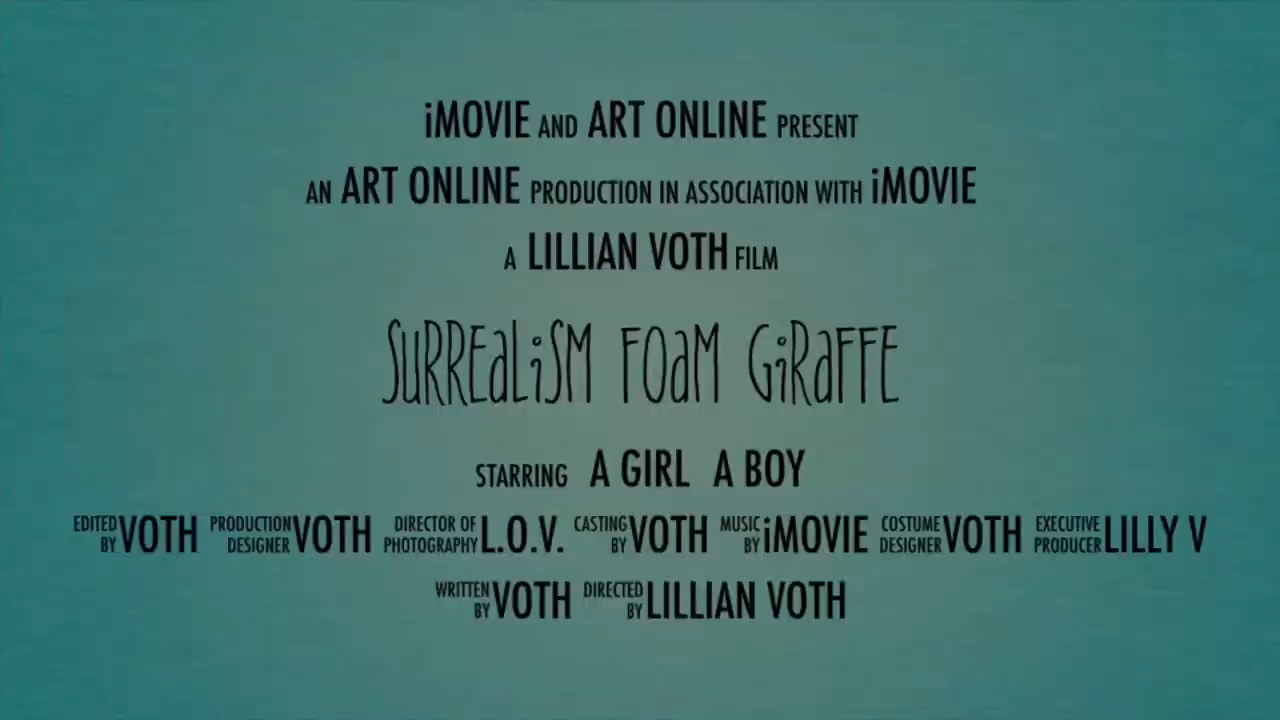 iMOVIE AND ART ONLINE PRESENT
AN ART ONLINE PRODUCTION IN ASSOCIATION WITH iMOVIE
A LILLIAN VOTH FILM
SuRREaLiSM FOaM GiRaFFE
STARRING A GIRL A BOY
EDITED BY VOTH PRODUCTION DESIGNER VOTH DIRECTOR OF PHOTOGRAPHY L.O.V. CASTING BY VOTH MUSIC BY iMOVIE COSTUME DESIGNER VOTH EXECUTIVE PRODUCER LILLY V
WRITTEN BY VOTH DIRECTED BY LILLIAN VOTH